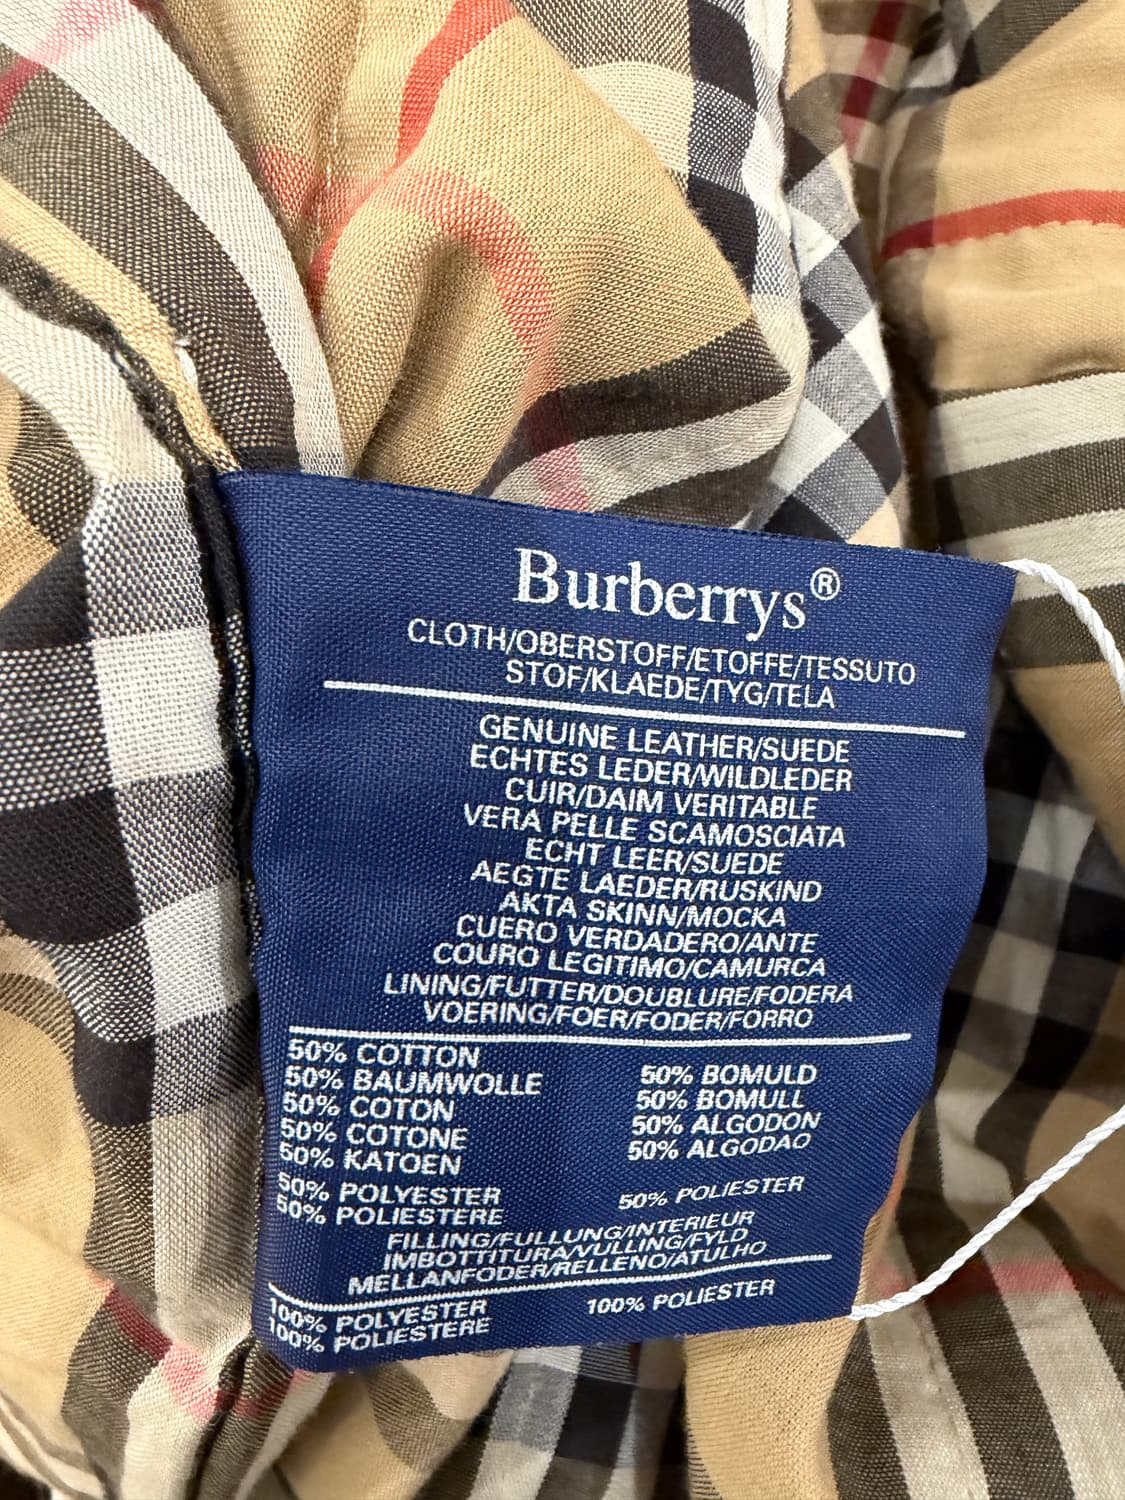 Burberrys®
CLOTH/OBERSTOFF/ETOFFE/TESSUTO
STOF/KLAEDE/TYG/TELA
GENUINE LEATHER/SUEDE
ECHTES LEDER/WILDLEDER
CUIR/DAIM VERITABLE
VERA PELLE SCAMOSCIATA
ECHT LEER/SUEDE
AEGTE LAEDER/RUSKIND
AKTA SKINN/MOCKA
CUERO VERDADERO/ANTE
COURO LEGITIMO/CAMURCA
LINING/FUTTER/DOUBLURE/FODERA
VOERING/FOER/FODER/FORRO
50% COTTON
50% BAUMWOLLE
50% COTON
50% COTONE
50% KATOEN
50% BOMULD
50% BOMULL
50% ALGODON
50% ALGODAO
50% POLYESTER
50% POLIESTERE
50% POLIESTER
FILLING/FULLUNG/INTERIEUR
IMBOTTITURA/VULLING/FYLD
MELLANFODER/RELLENO/ATULHO
100% POLYESTER
100% POLIESTERE
100% POLIESTER